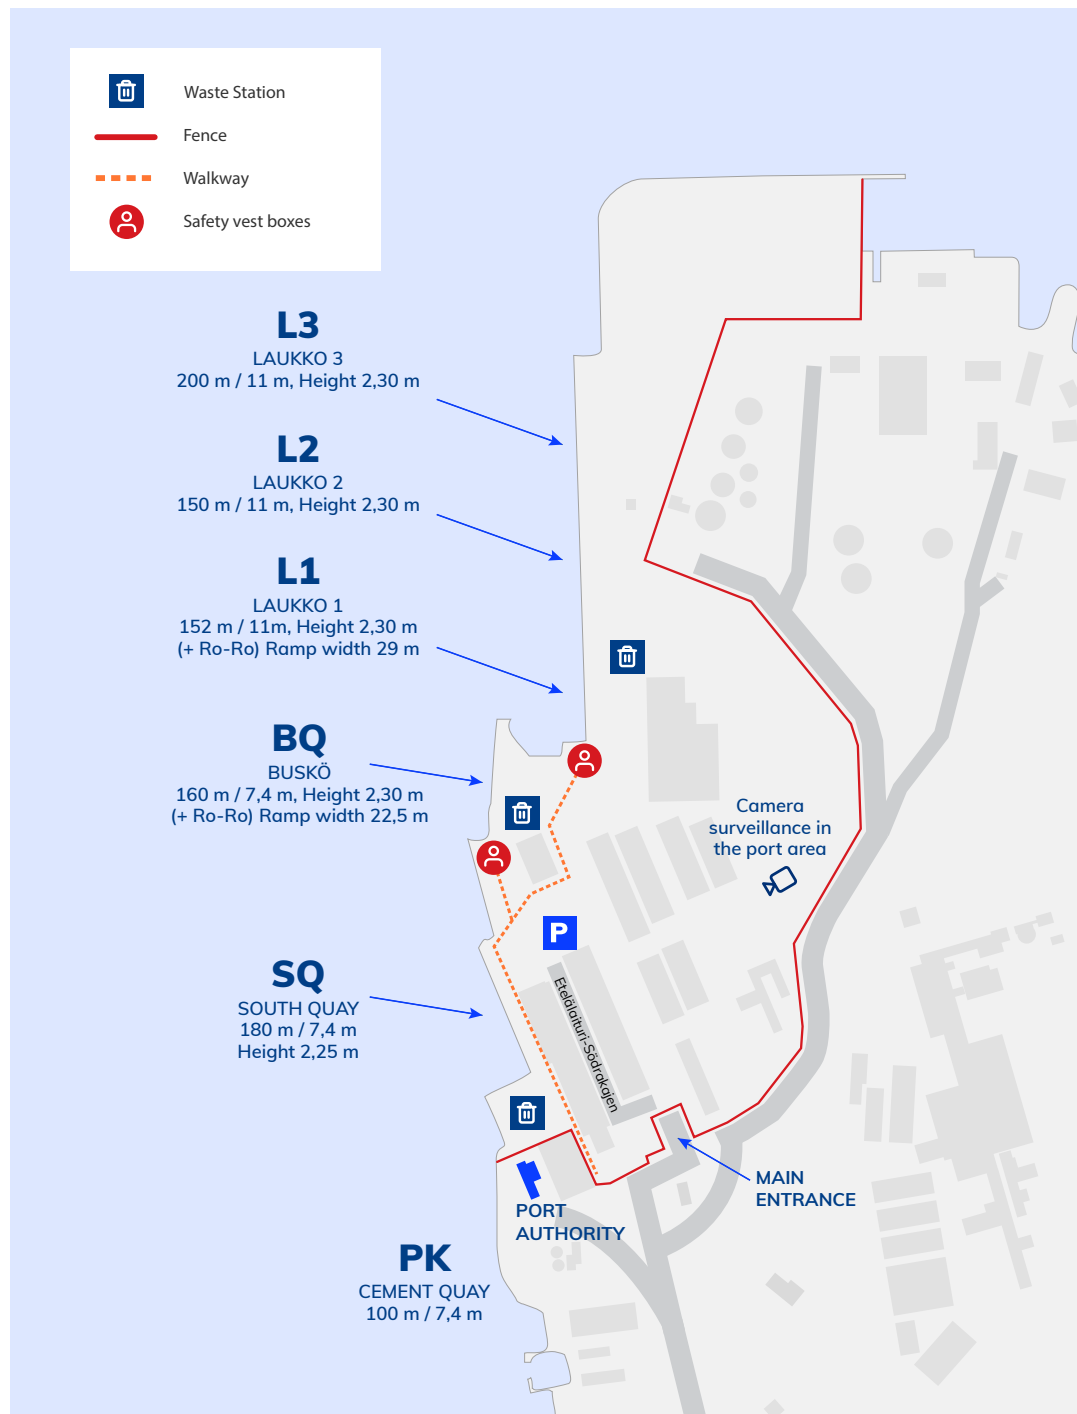 Waste Station
Fence
Walkway
Safety vest boxes
L3
LAUKKO 3
200 m / 11 m, Height 2,30 m
L2
LAUKKO 2
150 m / 11 m, Height 2,30 m
L1
LAUKKO 1
152 m / 11m, Height 2,30 m
(+ Ro-Ro) Ramp width 29 m
BQ
BUSKÖ
160 m / 7,4 m, Height 2,30 m
(+ Ro-Ro) Ramp width 22,5 m
Camera
surveillance in
the port area
P
SQ
SOUTH QUAY
180 m / 7,4 m
Height 2,25 m
Etelälaituri-Södrakajen
MAIN
ENTRANCE
PORT
AUTHORITY
PK
CEMENT QUAY
100 m / 7,4 m